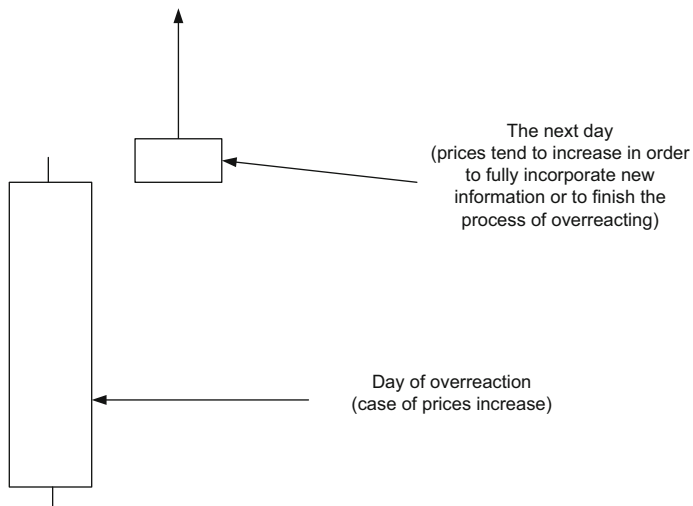 The next day
(prices tend to increase in order
to fully incorporate new
information or to finish the
process of overreacting)
Day of overreaction
(case of prices increase)